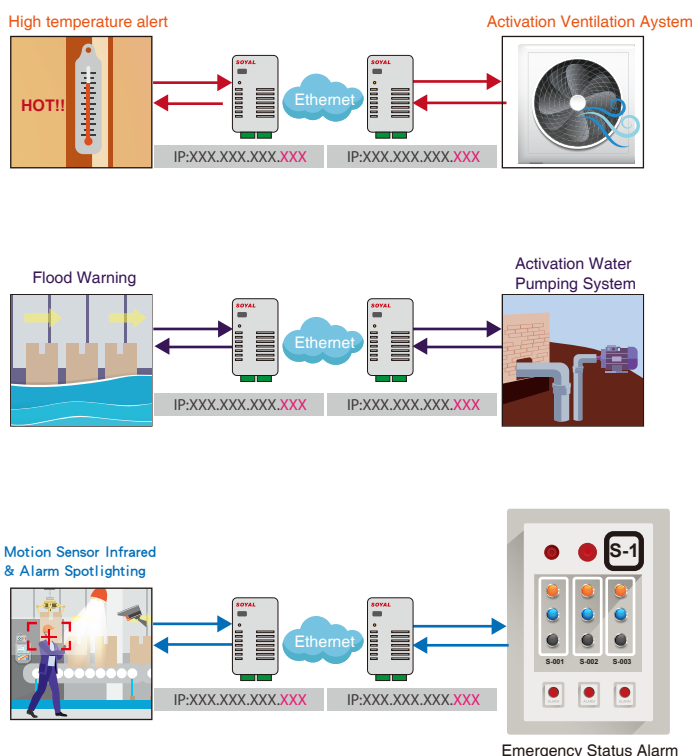 High temperature alert
Activation Ventilation Aystem
HOT!!
SOYAL
Ethernet
SOYAL
IP:XXX.XXX.XXX.XXX
IP:XXX.XXX.XXX.XXX
Flood Warning
Activation Water
Pumping System
SOYAL
Ethernet
SOYAL
IP:XXX.XXX.XXX.XXX
IP:XXX.XXX.XXX.XXX
Motion Sensor Infrared
& Alarm Spotlighting
S-1
SOYAL
Ethernet
SOYAL
S-001 S-002 S-003
IP:XXX.XXX.XXX.XXX
IP:XXX.XXX.XXX.XXX
Emergency Status Alarm